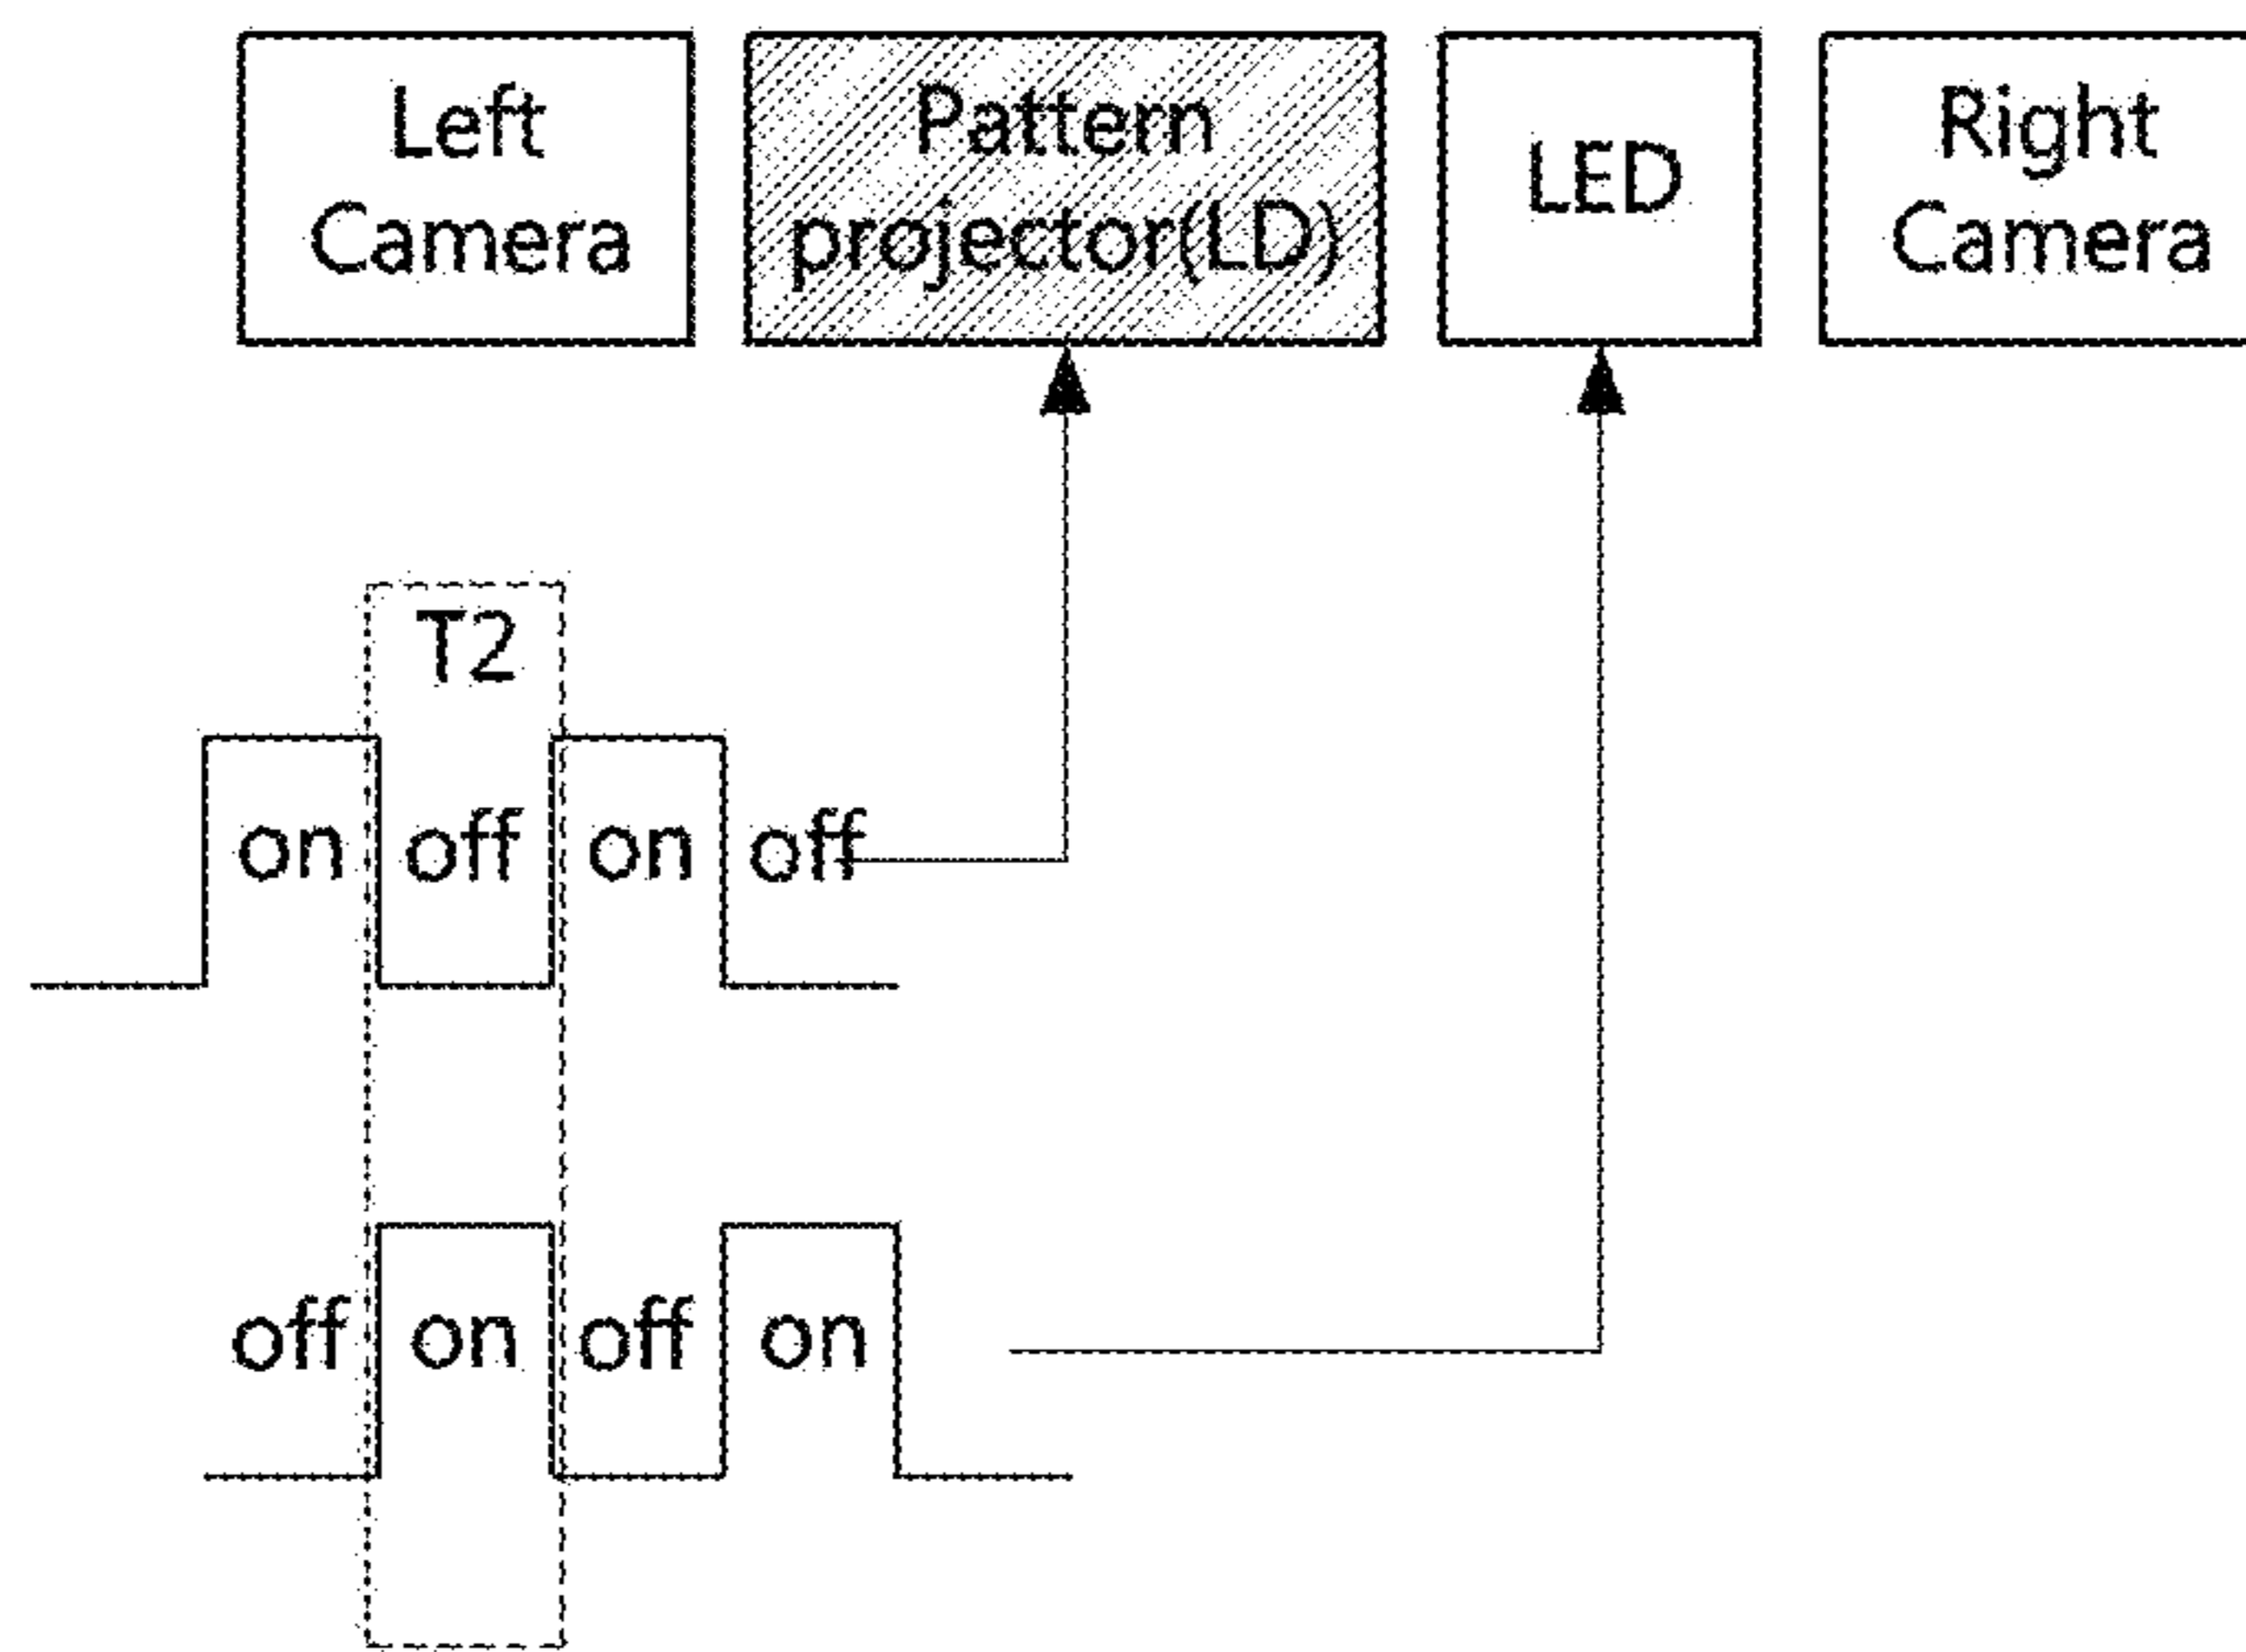 Left
Camera
Pattern
projector(LD)
LED
Right
Camera
T2
on off on off
off on off on